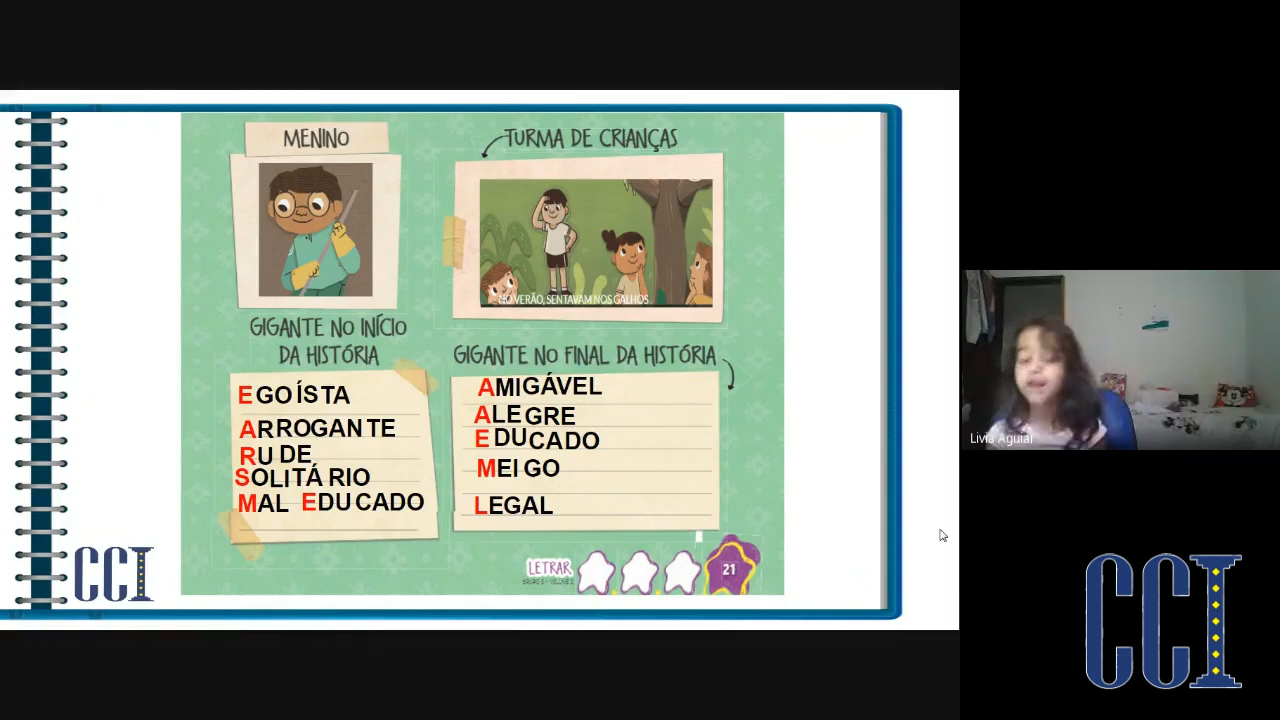 MENINO
TURMA DE CRIANÇAS
NO VERÃO, SENTAVAM NOS GALHOS
GIGANTE NO INÍCIO
DA HISTÓRIA
EGOÍSTA
ARROGANTE
RUDE
SOLITÁRIO
MAL EDUCADO
GIGANTE NO FINAL DA HISTÓRIA
AMIGÁVEL
ALEGRE
EDUCADO
MEIGO
LEGAL
LETRAR
21
CCI
Livia Aguiar
CCI